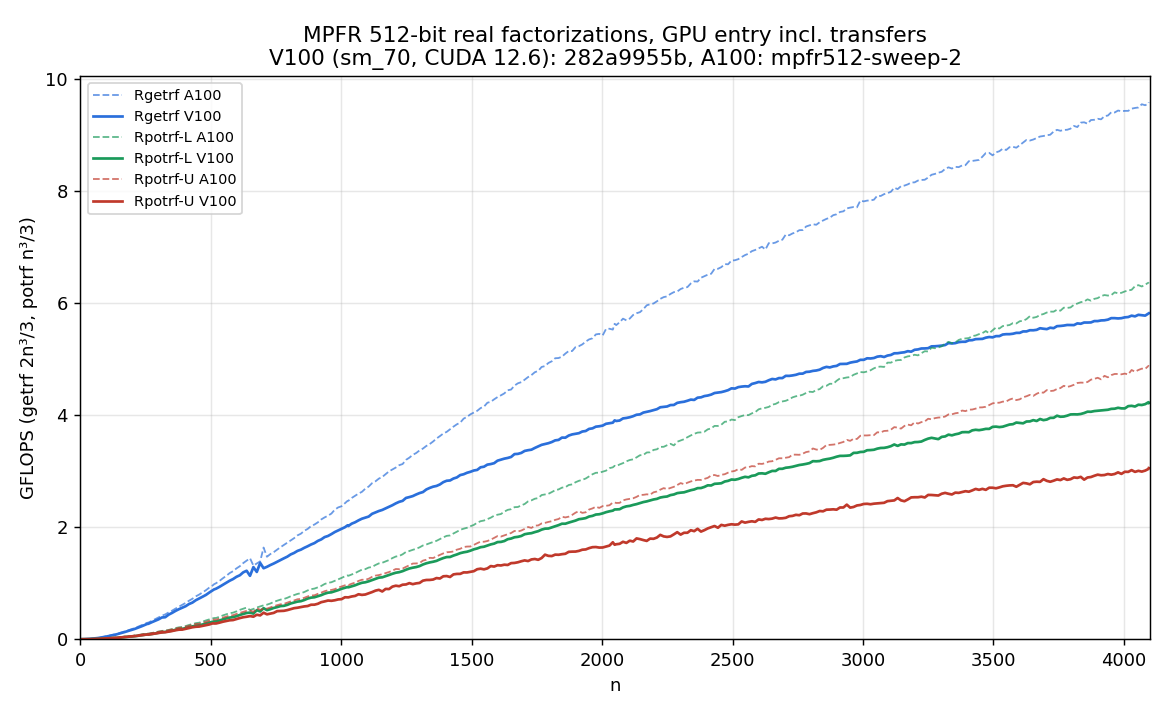 MPFR 512-bit real factorizations, GPU entry incl. transfers
V100 (sm_70, CUDA 12.6): 282a9955b, A100: mpfr512-sweep-2
GFLOPS (getrf 2n³/3, potrf n³/3)
10
8
6
4
2
0
Rgetrf A100
Rgetrf V100
Rpotrf-L A100
Rpotrf-L V100
Rpotrf-U A100
Rpotrf-U V100
0 500 1000 1500 2000 2500 3000 3500 4000
n